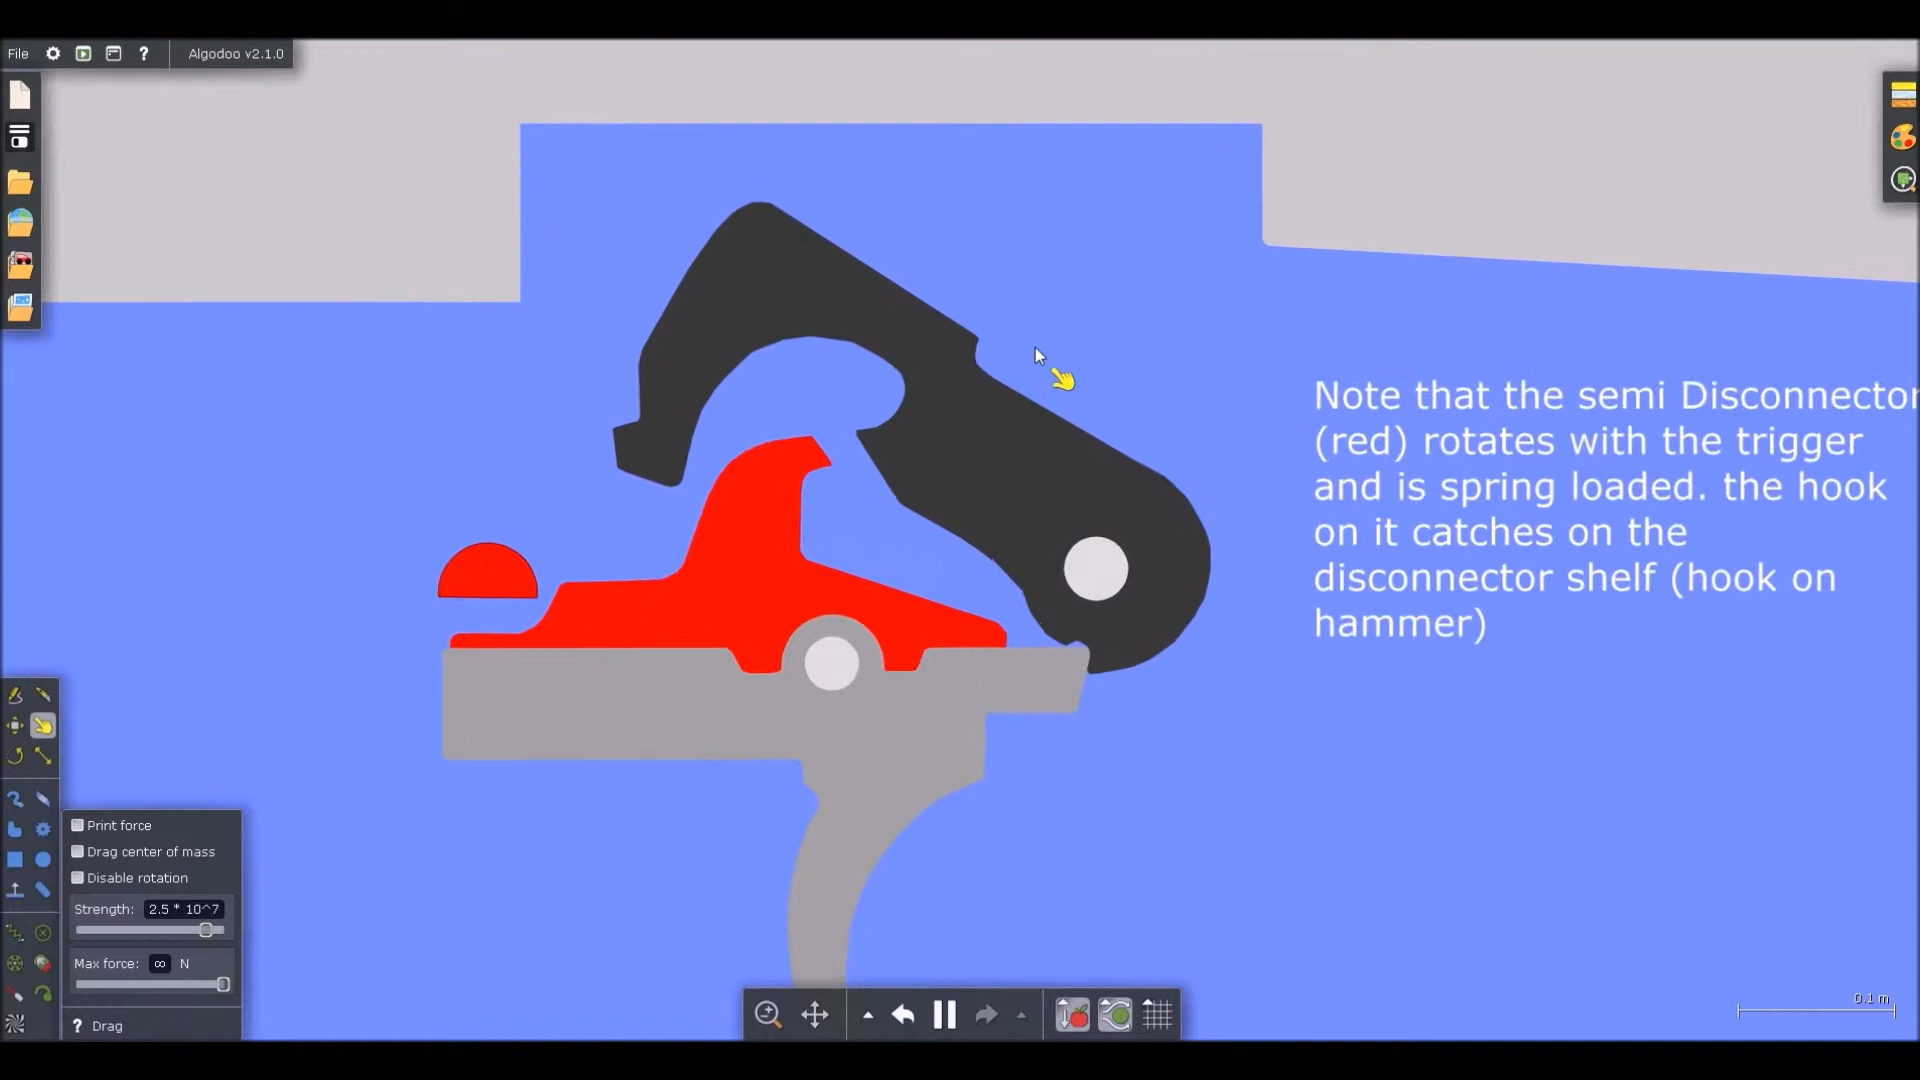 File
?
Algodoo v2.1.0
Note that the semi Disconnector
(red) rotates with the trigger
and is spring loaded. the hook
on it catches on the
disconnector shelf (hook on
hammer)
Print force
Drag center of mass
Disable rotation
Strength: 2.5 * 10^7
Max force: ∞ N
? Drag
0.1 m